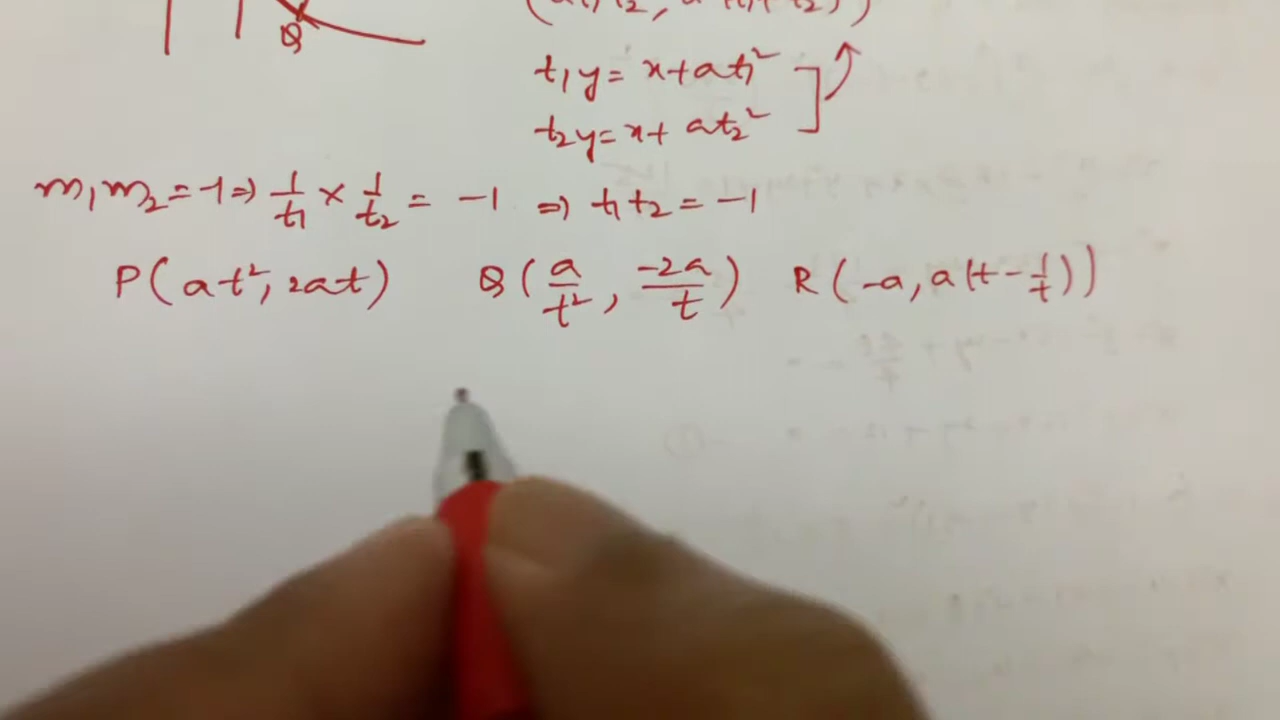 Q
t₁y = x+at₁²
t₂y = x+ at₂²
m₁m₂ = -1 ⇒ 1/t₁ × 1/t₂ = -1 ⇒ t₁t₂ = -1
P(at², 2at) Q(a/t², -2a/t) R(-a, a(t-1/t))